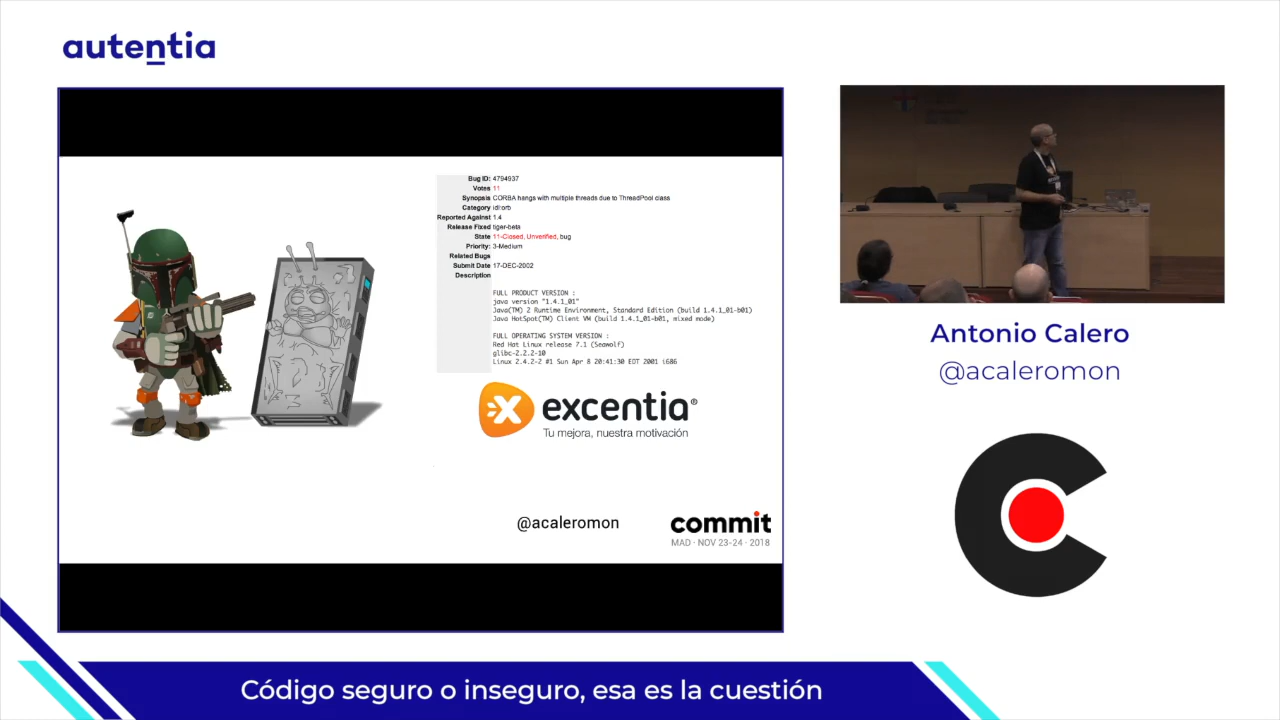 autentia
Bug ID: 4794937
Votes 11
Synopsis CORBA hangs with multiple threads due to ThreadPool class
Category idl:orb
Reported Against 1.4
Release Fixed tiger-beta
State 11-Closed, Unverified, bug
Priority: 3-Medium
Related Bugs
Submit Date 17-DEC-2002
Description
FULL PRODUCT VERSION :
java version "1.4.1_01"
Java(TM) 2 Runtime Environment, Standard Edition (build 1.4.1_01-b01)
Java HotSpot(TM) Client VM (build 1.4.1_01-b01, mixed mode)
FULL OPERATING SYSTEM VERSION :
Red Hat Linux release 7.1 (Seawolf)
glibc-2.2.2-10
Linux 2.4.2-2 #1 Sun Apr 8 20:41:30 EDT 2001 i686
excentia®
Tu mejora, nuestra motivación
@acaleromon
commit
MAD · NOV 23-24 · 2018
Antonio Calero
@acaleromon
Código seguro o inseguro, esa es la cuestión